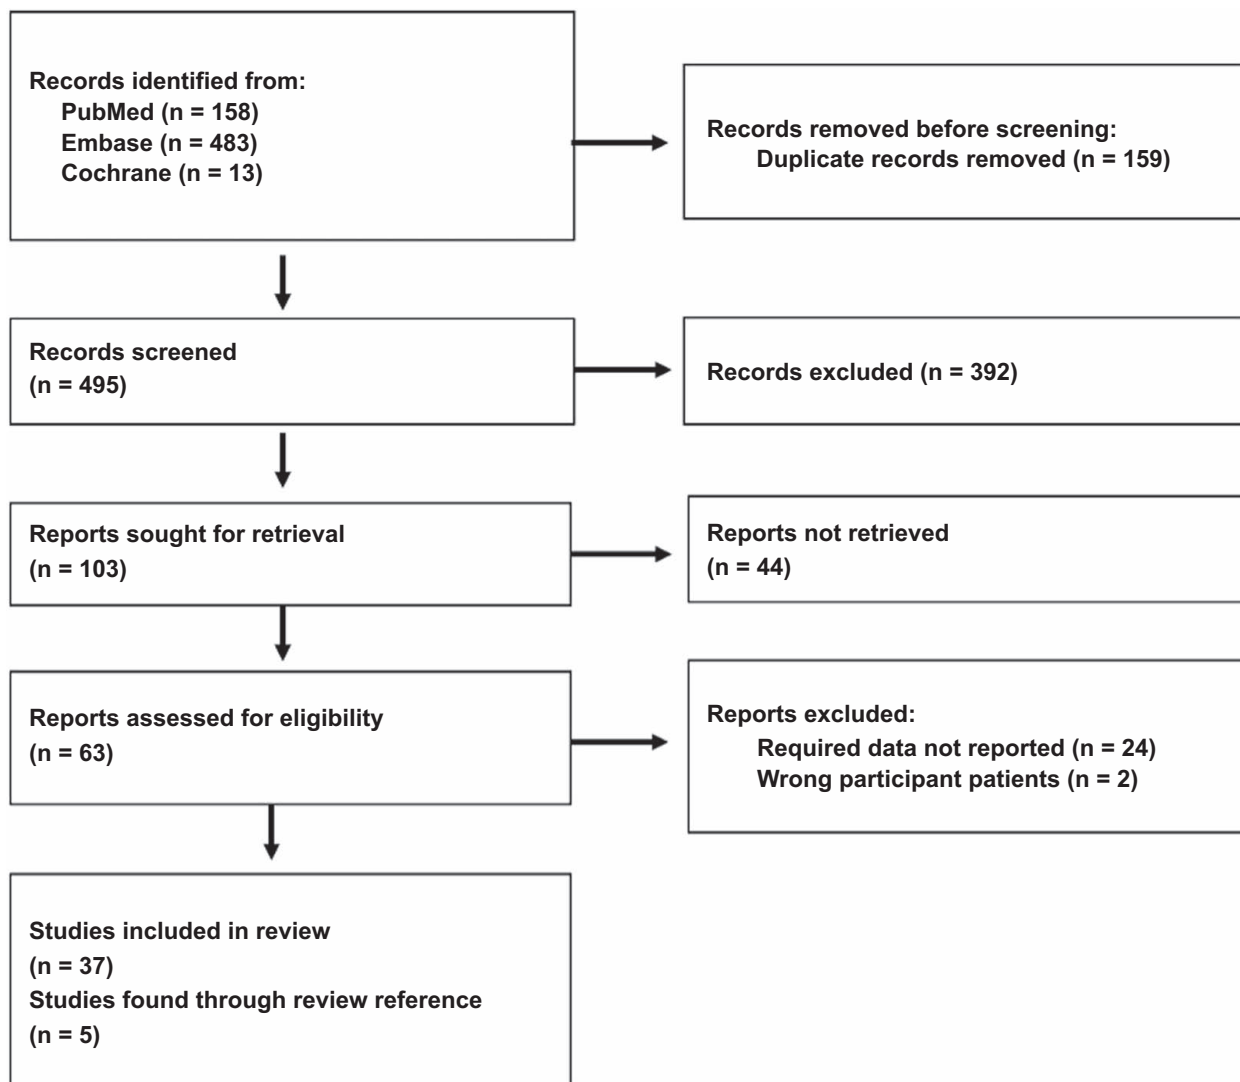 Records identified from:
PubMed (n = 158)
Embase (n = 483)
Cochrane (n = 13)
Records removed before screening:
Duplicate records removed (n = 159)
Records screened
(n = 495)
Records excluded (n = 392)
Reports sought for retrieval
(n = 103)
Reports not retrieved
(n = 44)
Reports assessed for eligibility
(n = 63)
Reports excluded:
Required data not reported (n = 24)
Wrong participant patients (n = 2)
Studies included in review
(n = 37)
Studies found through review reference
(n = 5)